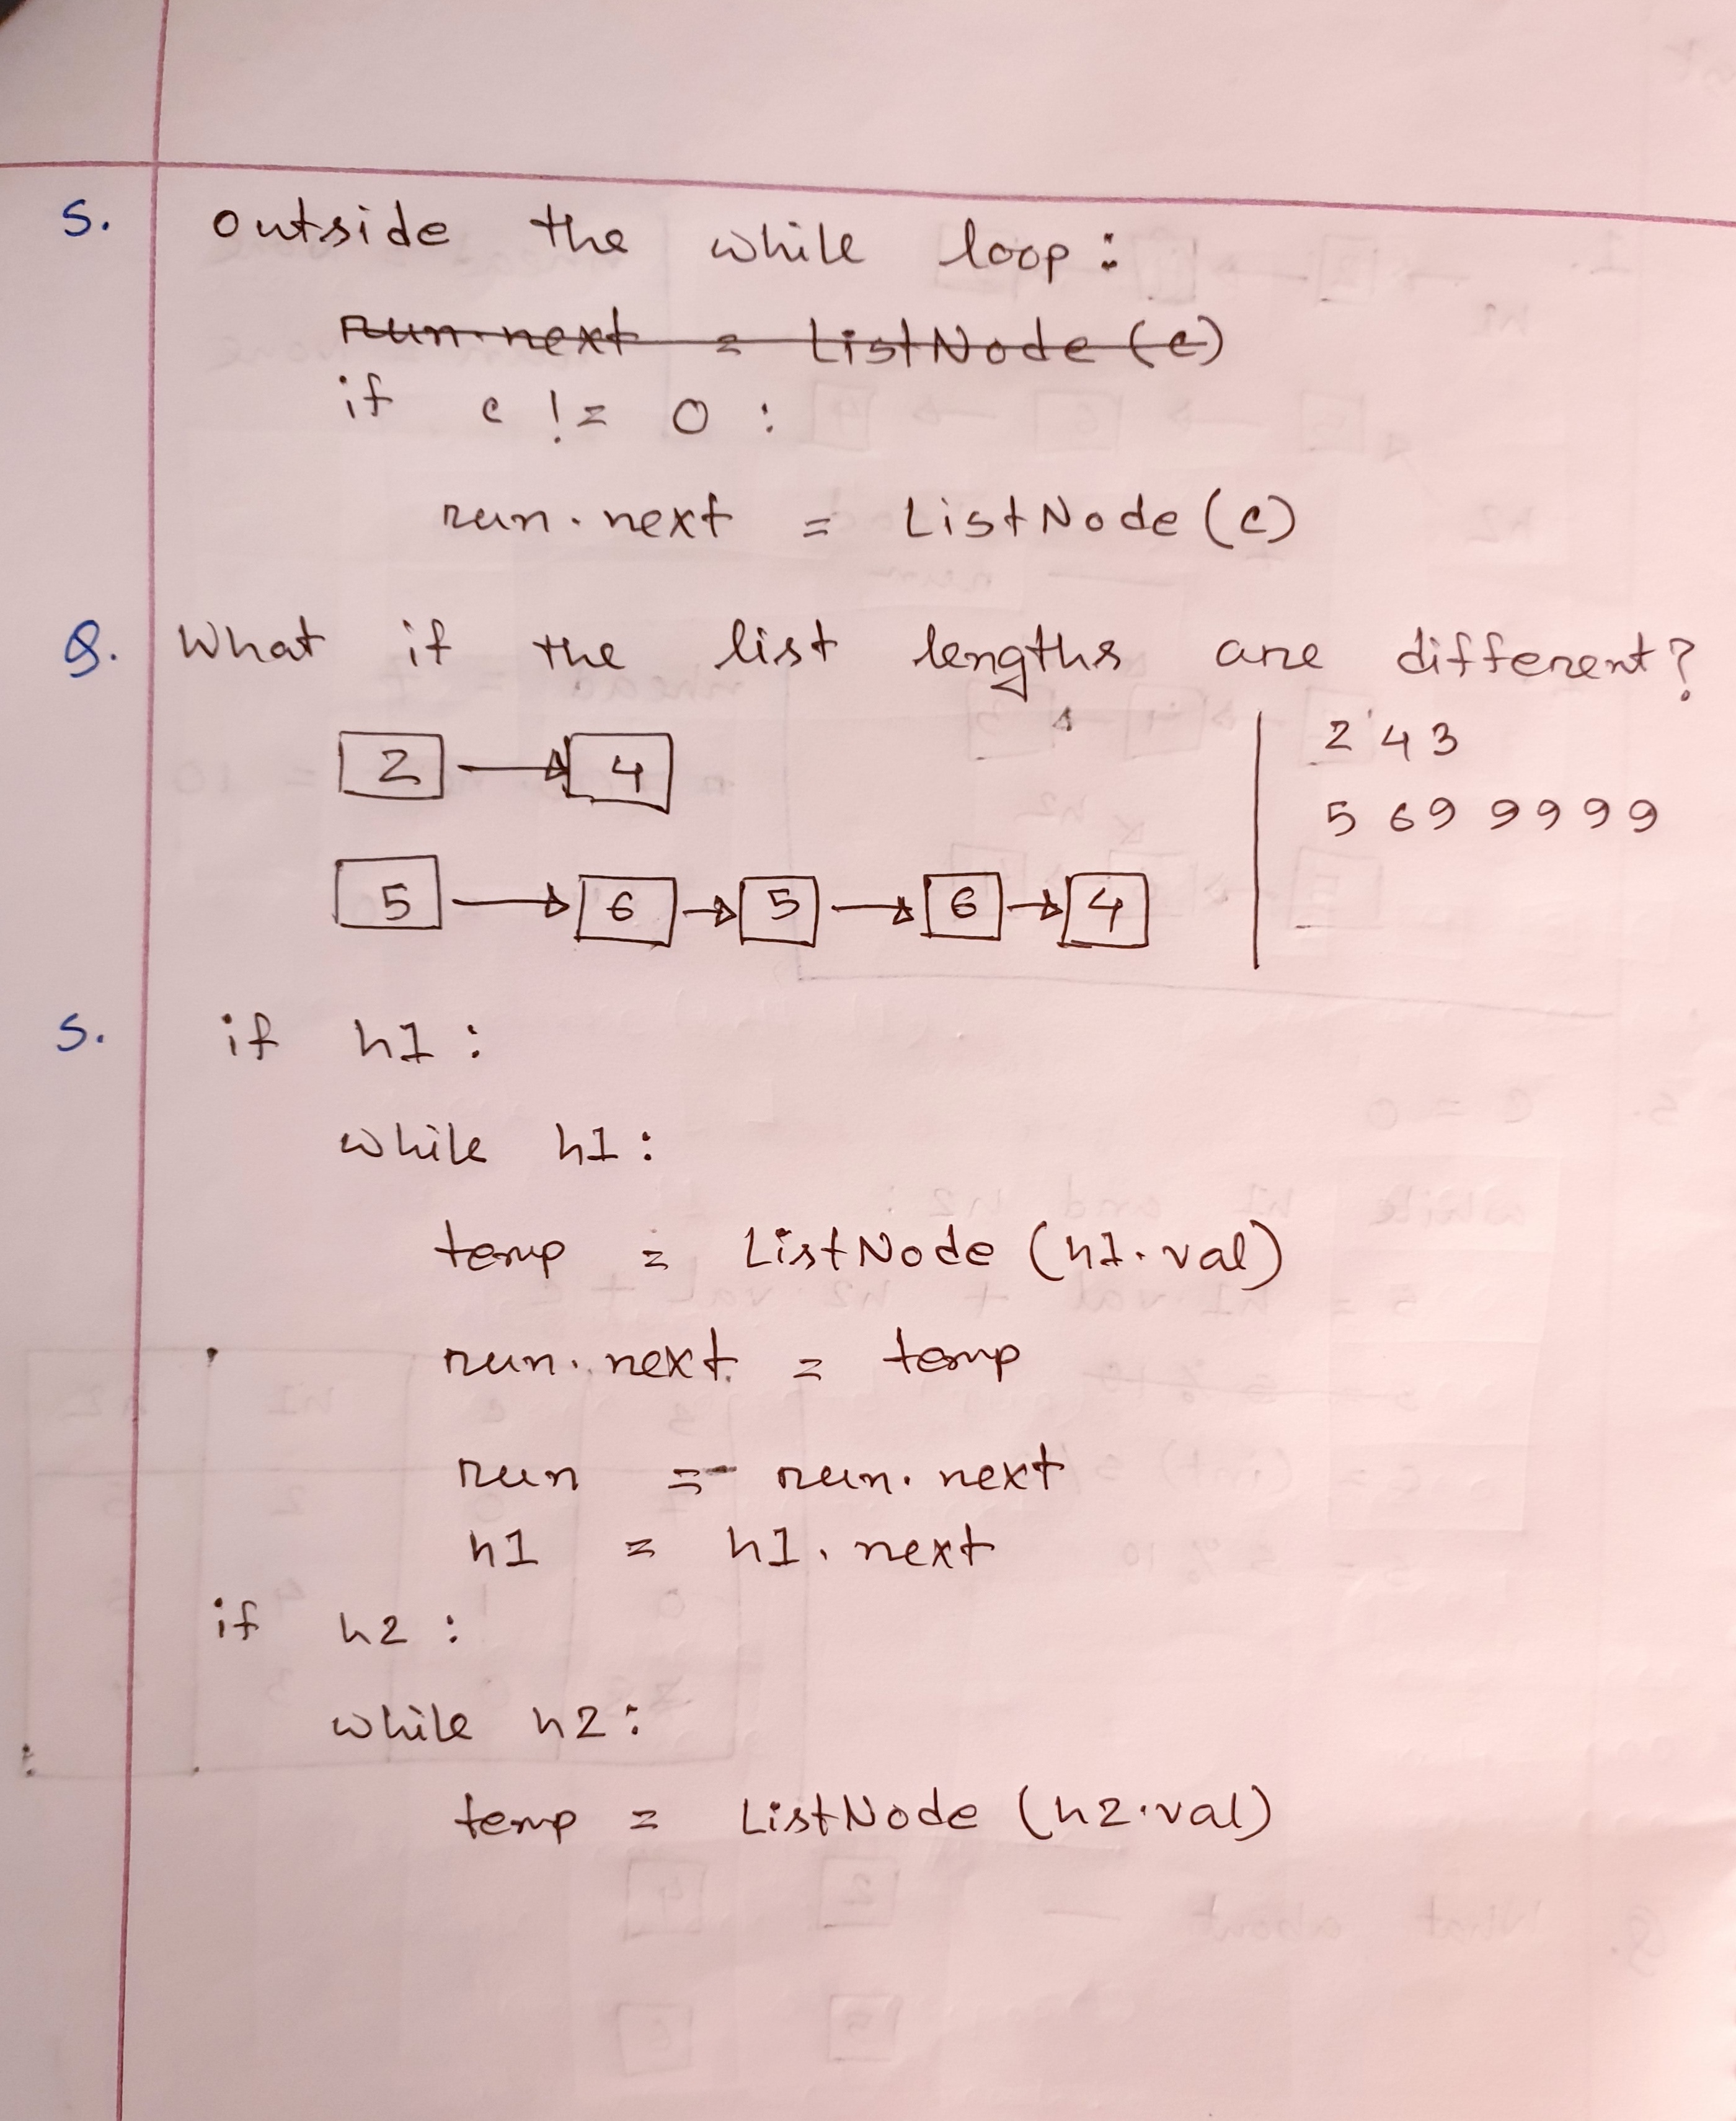 S. Outside the while loop :
run.next = ListNode(c)
if c != 0 :
run.next = ListNode(c)
Q. What if the list lengths are different?
2 4
2 4 3
5 6 9 9 9 9 9
5 6 5 6 4
S. if h1 :
while h1 :
temp = ListNode (h1.val)
run.next = temp
run = run.next
h1 = h1.next
if h2 :
while h2 :
temp = ListNode (h2.val)